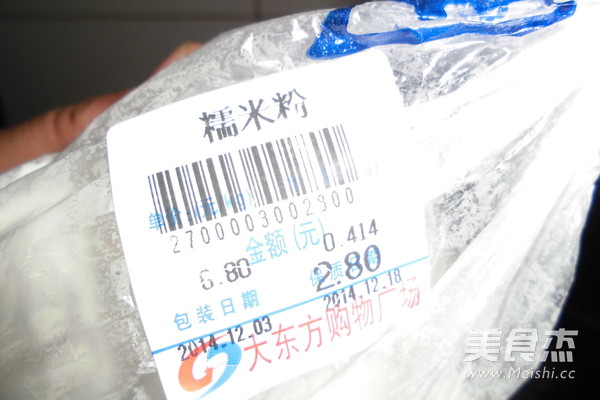 糯米粉
2700003002800
金额(元)
6.80
0.414
2.80
包装日期
2014.12.03
2014.12.18
大东方购物广场
美食杰
www.Meishi.cc